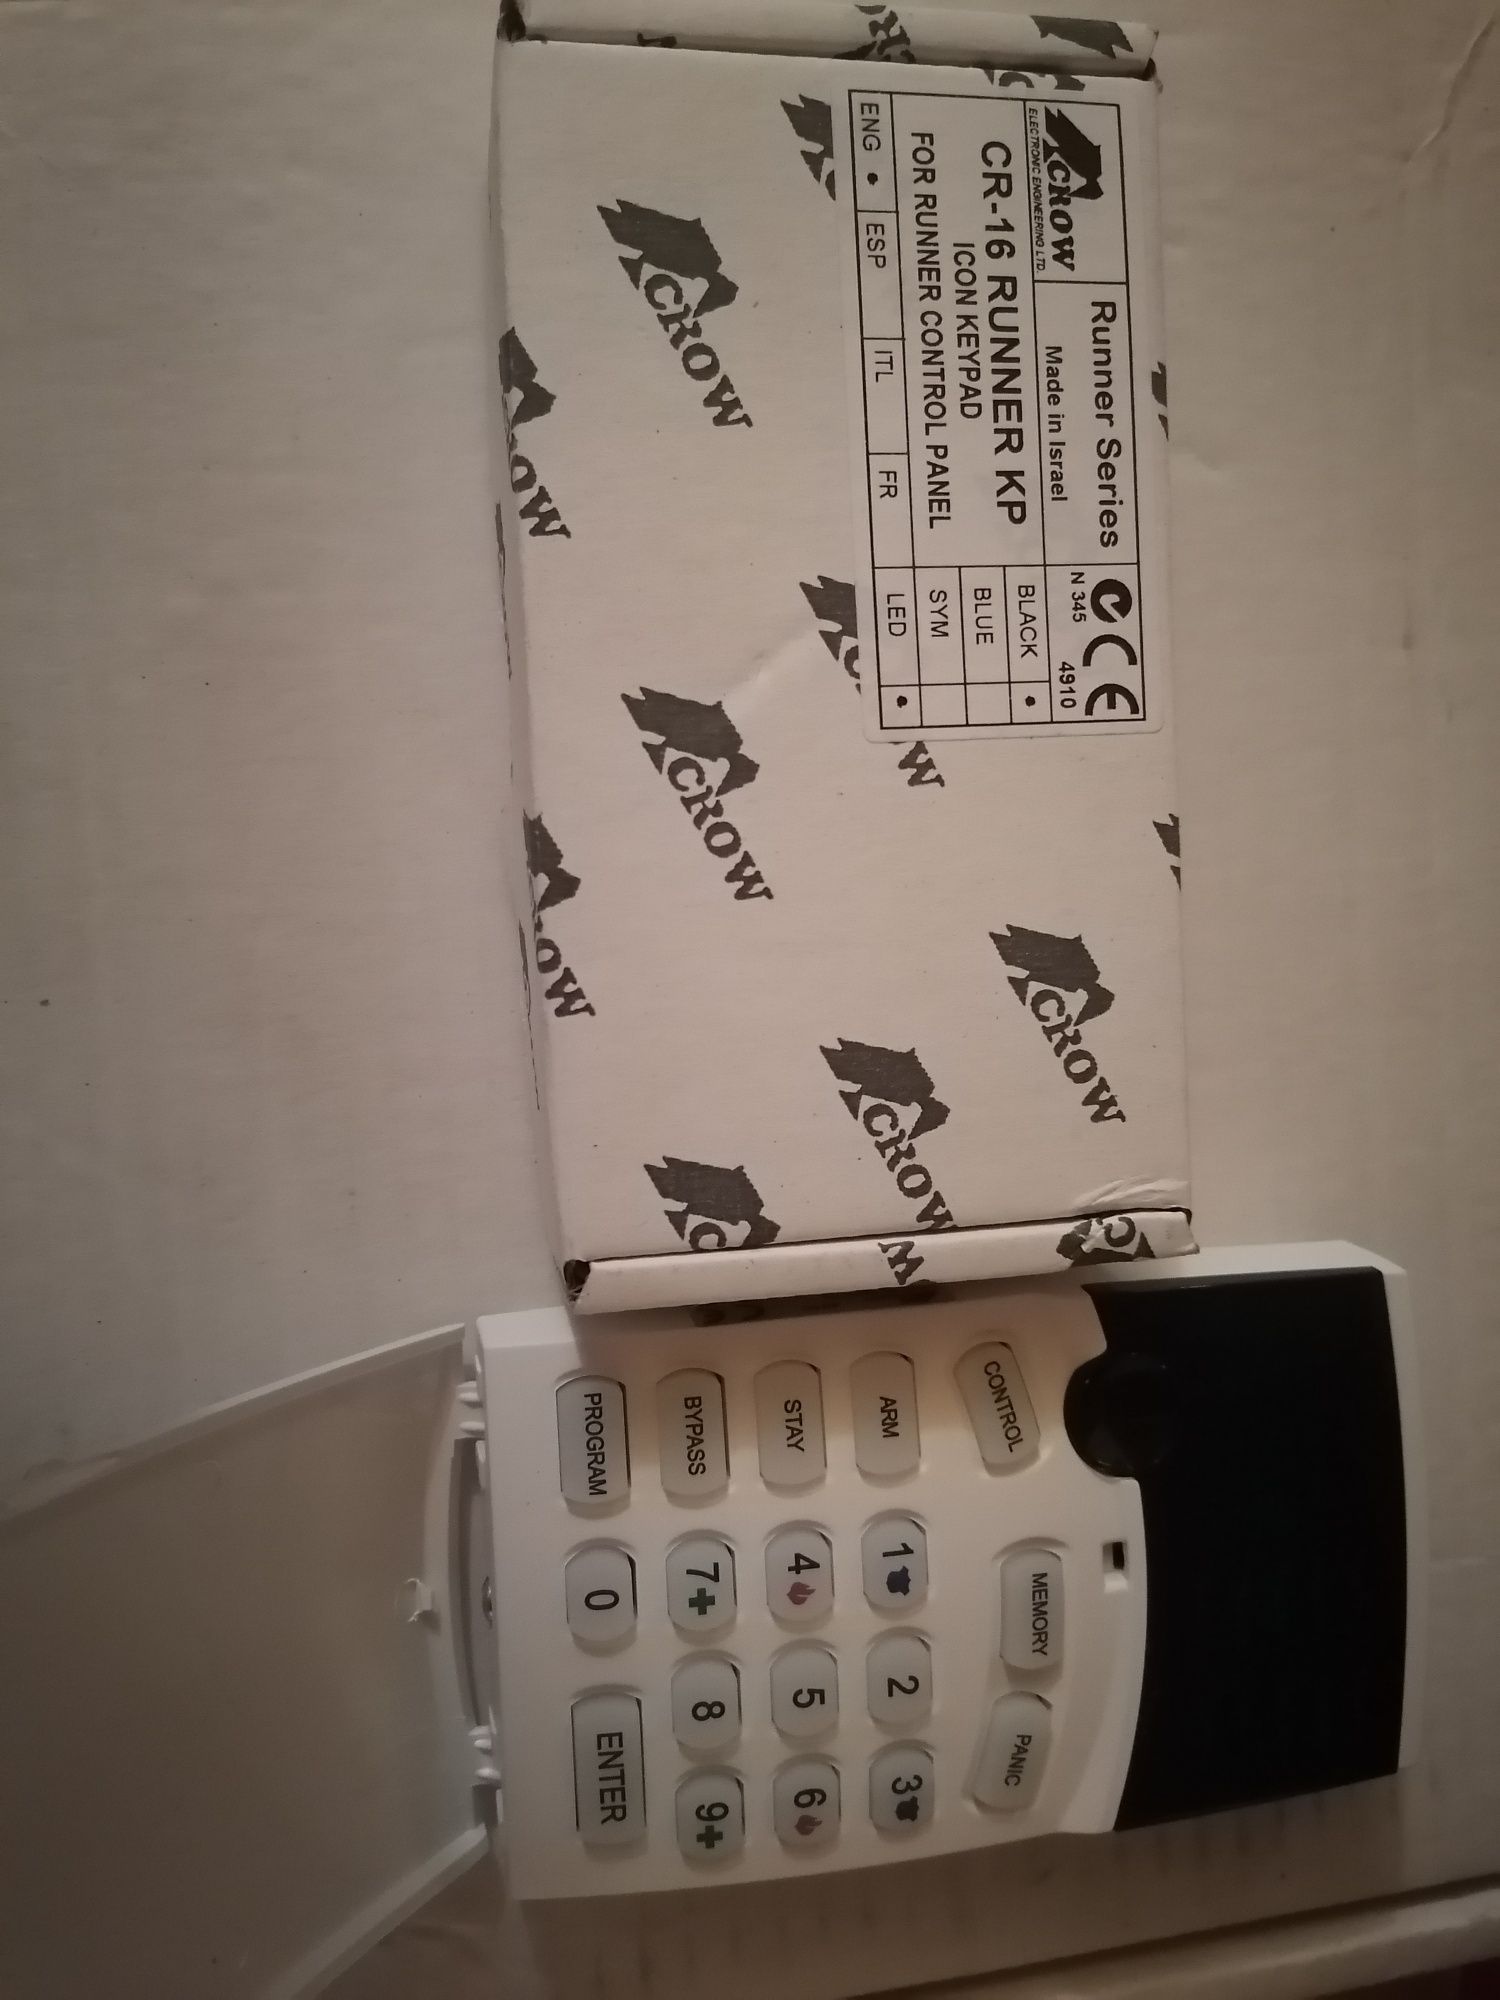 CROW
ELECTRONIC ENGINEERING LTD.
Runner Series
Made in Israel
N 345
4910
CE
CR-16 RUNNER KP
ICON KEYPAD
FOR RUNNER CONTROL PANEL
BLACK •
BLUE
SYM
ENG • ESP ITL FR LED •
CROW
CROW
CROW
CROW
CONTROL MEMORY PANIC
ARM 1 2 3
STAY 4 5 6
BYPASS 7 8 9
PROGRAM 0 ENTER